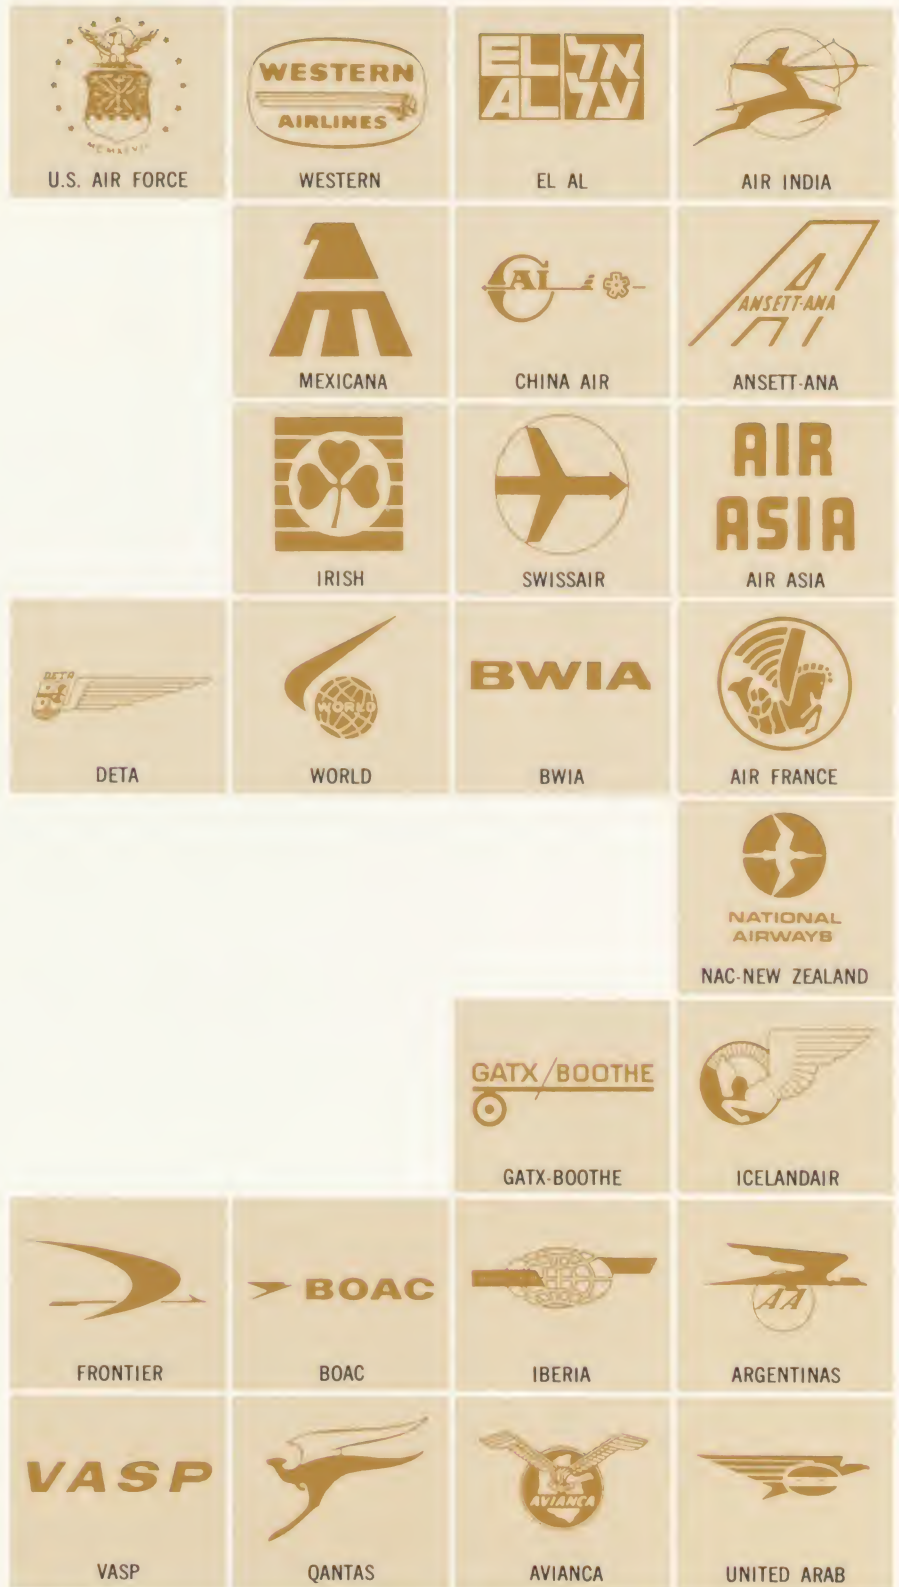 U.S. AIR FORCE
WESTERN
AIRLINES
WESTERN
EL אל
AL על
EL AL
AIR INDIA
MEXICANA
CAI
CHINA AIR
ANSETT-ANA
ANSETT-ANA
IRISH
SWISSAIR
AIR
ASIA
AIR ASIA
DETA
DETA
WORLD
WORLD
BWIA
BWIA
AIR FRANCE
NATIONAL
AIRWAYS
NAC-NEW ZEALAND
GATX/BOOTHE
GATX-BOOTHE
ICELANDAIR
FRONTIER
BOAC
BOAC
IBERIA
AA
ARGENTINAS
VASP
VASP
QANTAS
AVIANCA
AVIANCA
UNITED ARAB